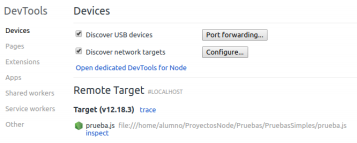 DevTools
Devices
Pages
Extensions
Apps
Shared workers
Service workers
Other
Devices
Discover USB devices
Port forwarding...
Discover network targets
Configure...
Open dedicated DevTools for Node
Remote Target #LOCALHOST
Target (v12.18.3) trace
prueba.js file:///home/alumno/ProyectosNode/Pruebas/PruebasSimples/prueba.js
inspect